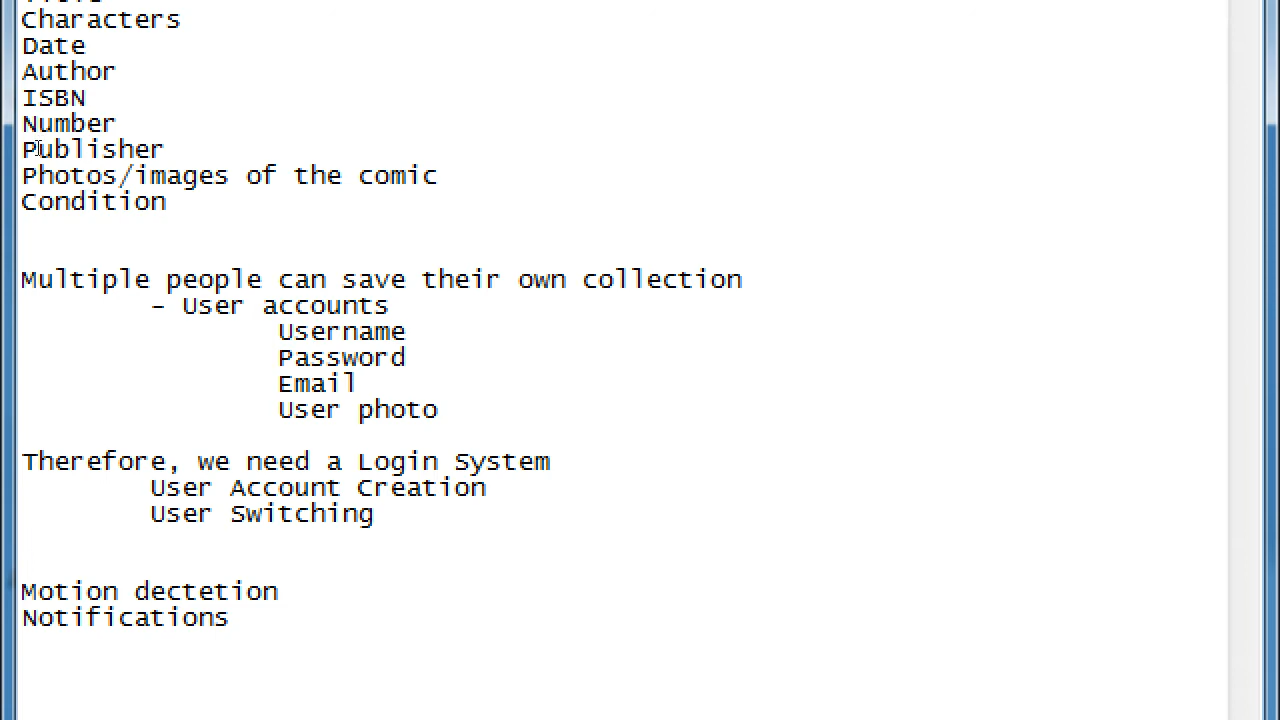 Characters
Date
Author
ISBN
Number
Publisher
Photos/images of the comic
Condition
Multiple people can save their own collection
- User accounts
Username
Password
Email
User photo
Therefore, we need a Login System
User Account Creation
User Switching
Motion dectetion
Notifications